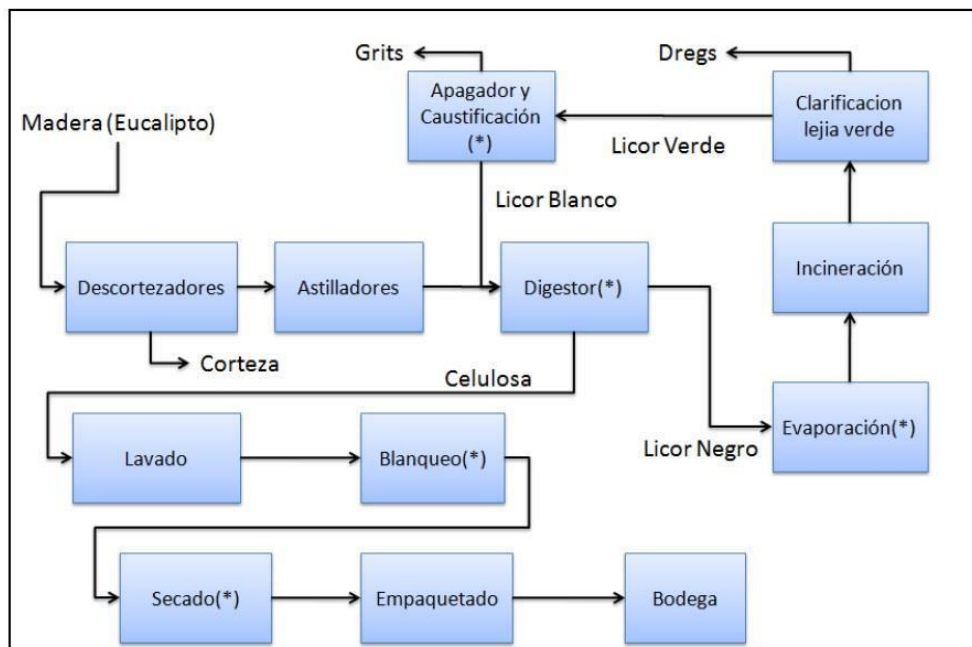 Grits
Dregs
Apagador y
Caustificación
(*)
Clarificacion
lejia verde
Madera (Eucalipto)
Licor Verde
Licor Blanco
Descortezadores
Astilladores
Digestor(*)
Incineración
Corteza
Celulosa
Lavado
Blanqueo(*)
Licor Negro
Evaporación(*)
Secado(*)
Empaquetado
Bodega